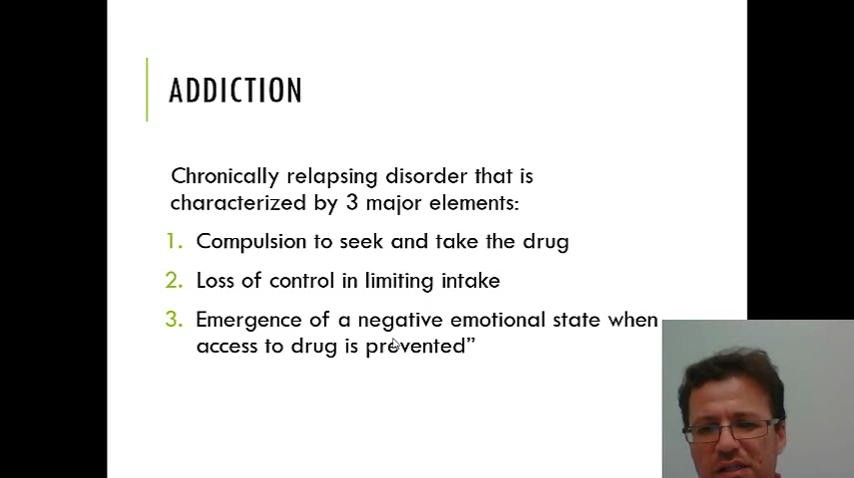 ADDICTION
Chronically relapsing disorder that is
characterized by 3 major elements:
1. Compulsion to seek and take the drug
2. Loss of control in limiting intake
3. Emergence of a negative emotional state when
access to drug is prevented”